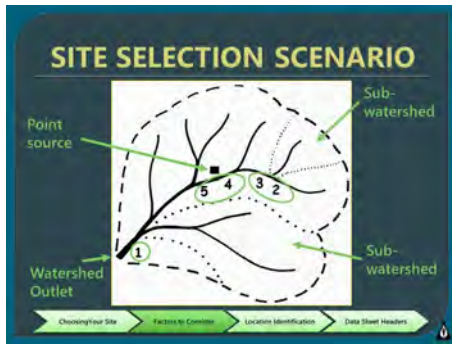 SITE SELECTION SCENARIO
Sub-
watershed
Point
source
5 4 3 2
1
Sub-
watershed
Watershed
Outlet
Choosing Your Site
Factors to Consider
Location Identification
Data Sheet Headers